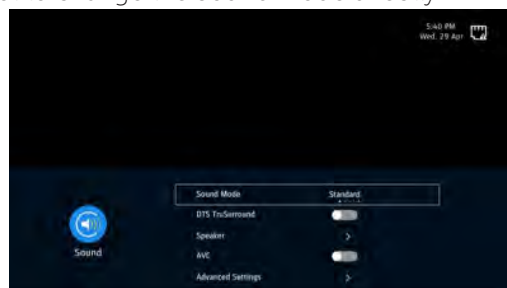 5:40 PM
Wed, 29 Apr
Sound Mode Standard
DTS TruSurround
Speaker >
Sound
AVC
Advanced Settings >